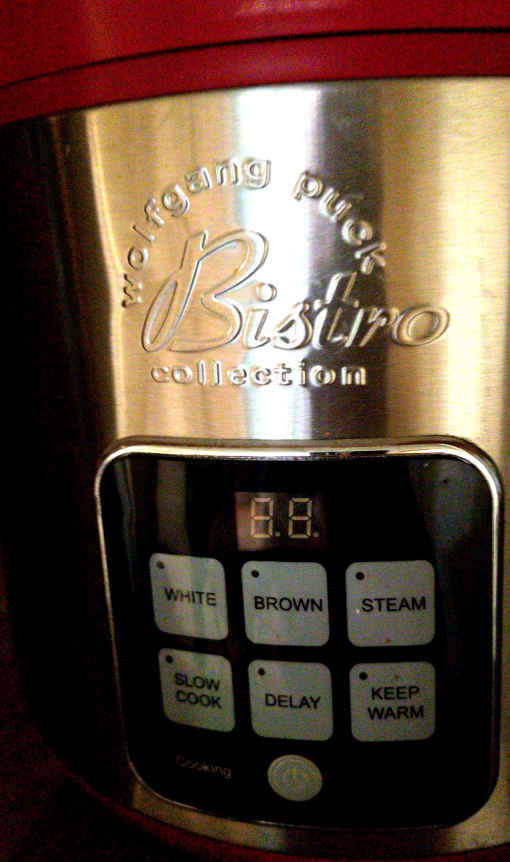 wolfgang puck
Bistro
collection
8.8.
WHITE
BROWN
STEAM
SLOW
COOK
DELAY
KEEP
WARM
Cooking